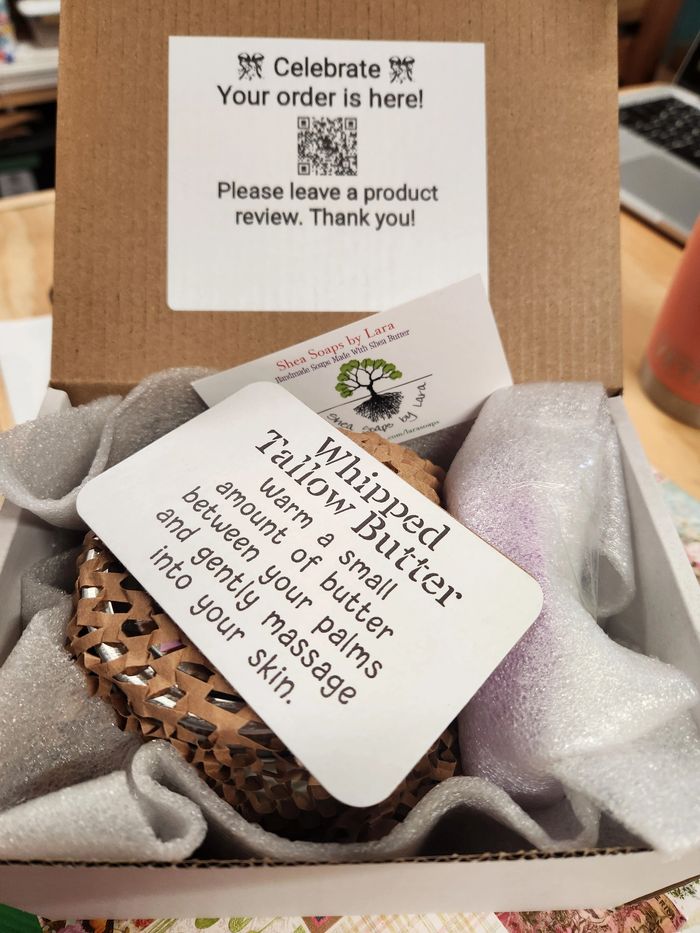 Celebrate
Your order is here!
Please leave a product
review. Thank you!
Shea Soaps by Lara
Handmade Soaps Made With Shea Butter
Shea Soaps by Lara
.com/larasoaps
Whipped
Tallow Butter
Warm a small
amount of butter
between your palms
and gently massage
into your skin.